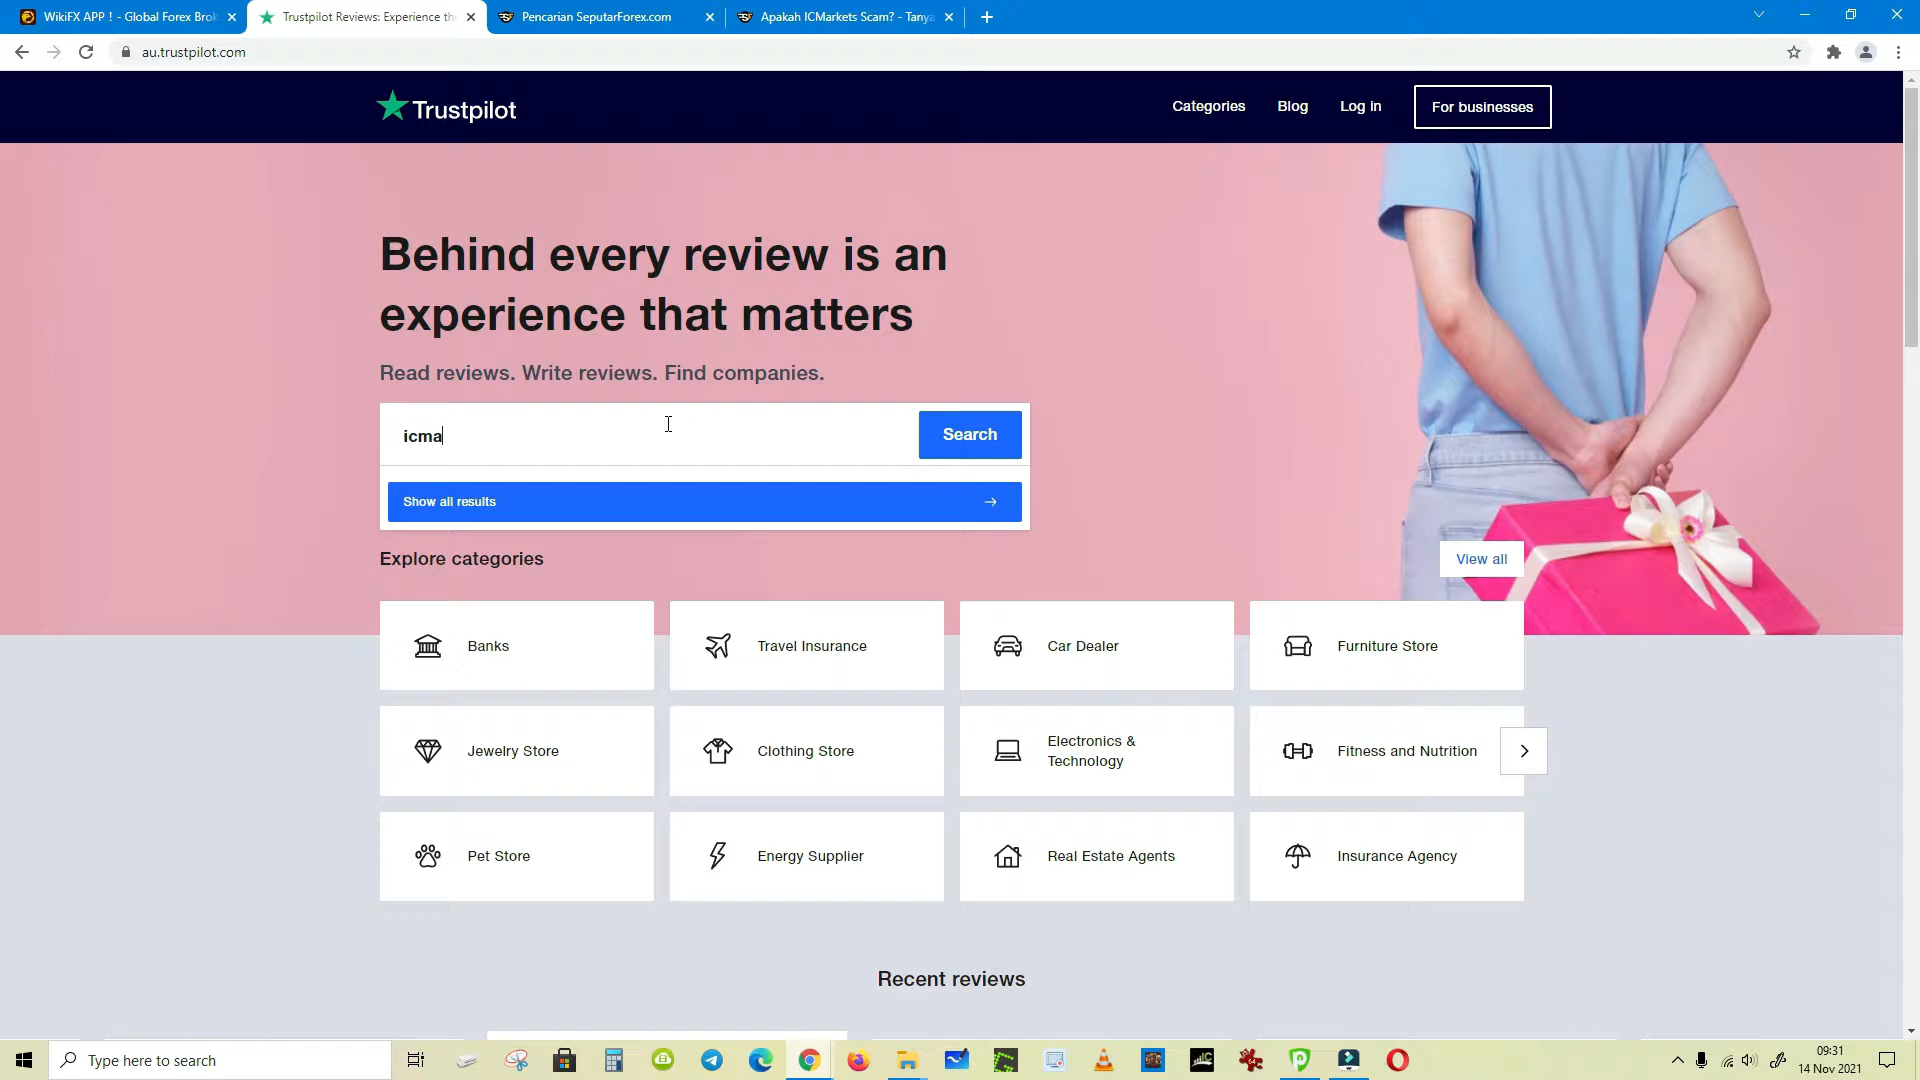 WikiFX APP ! - Global Forex Brok
Trustpilot Reviews: Experience the
Pencarian SeputarForex.com
Apakah ICMarkets Scam? - Tanya
au.trustpilot.com
Trustpilot
Categories
Blog
Log in
For businesses
Behind every review is an
experience that matters
Read reviews. Write reviews. Find companies.
icma
Search
Show all results
Explore categories
View all
Banks
Travel Insurance
Car Dealer
Furniture Store
Jewelry Store
Clothing Store
Electronics &
Technology
Fitness and Nutrition
Pet Store
Energy Supplier
Real Estate Agents
Insurance Agency
Recent reviews
Type here to search
09:31
14 Nov 2021